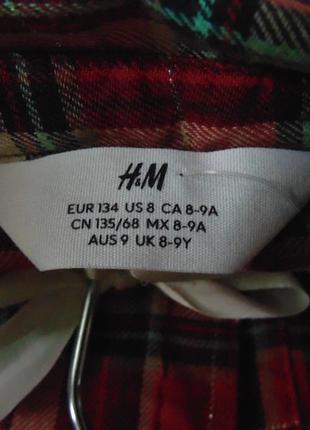 H&M
EUR 134 US 8 CA 8-9A
CN 135/68 MX 8-9A
AUS 9 UK 8-9Y